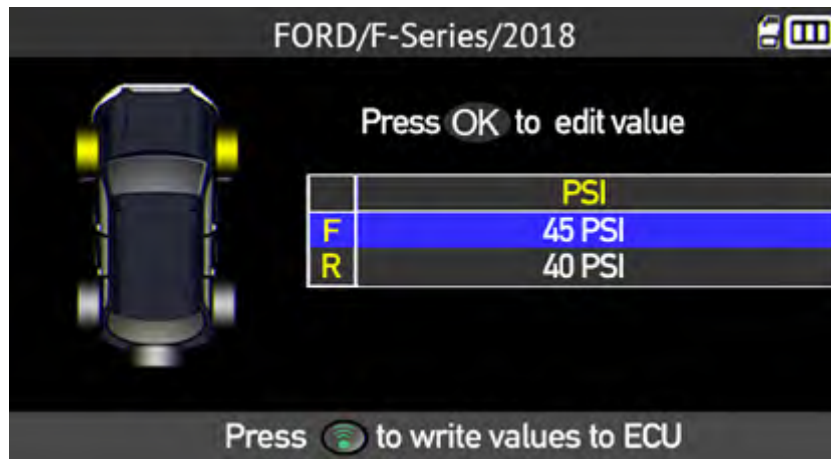 FORD/F-Series/2018
Press OK to edit value
PSI
F 45 PSI
R 40 PSI
Press to write values to ECU